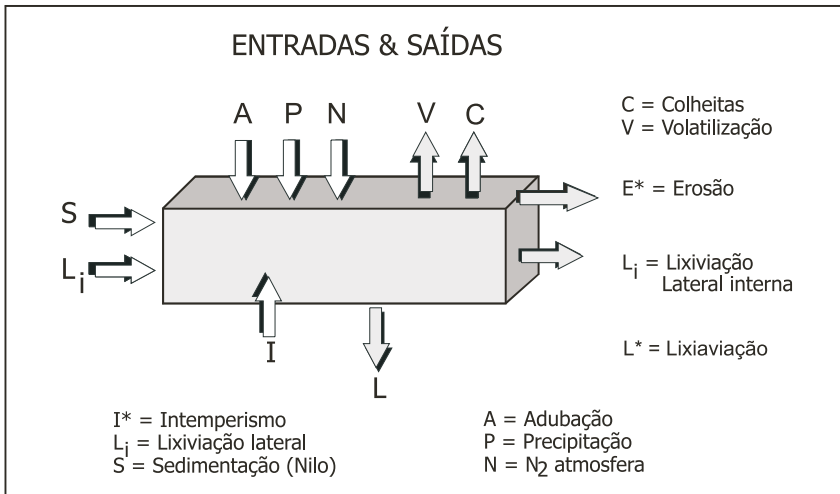 ENTRADAS & SAÍDAS
A P N V C
C = Colheitas
V = Volatilização
E* = Erosão
S
Li
Li = Lixiviação
Lateral interna
I
L
L* = Lixiaviação
I* = Intemperismo
Li = Lixiviação lateral
S = Sedimentação (Nilo)
A = Adubação
P = Precipitação
N = N2 atmosfera